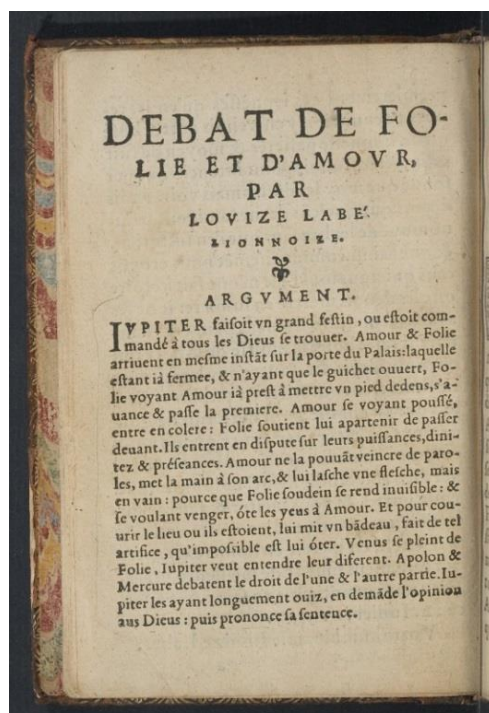 DEBAT DE FO-
LIE ET D'AMOVR,
PAR
LOVIZE LABE'
LIONNOIZE.
ARGVMENT.
IVPITER faisoit vn grand festin, ou estoit com-
mandé à tous les Dieus se trouuer. Amour & Folie
arriuent en mesme instāt sur la porte du Palais: laquelle
estant ià fermee, & n'ayant que le guichet ouuert, Fo-
lie voyant Amour ià prest à mettre vn pied dedens, s'a-
uance & passe la premiere. Amour se voyant poussé,
entre en colere: Folie soutient lui apartenir de passer
deuant. Ils entrent en dispute sur leurs puissances, dini-
tez & préseances. Amour ne la pouuāt veincre de paro-
les, met la main à son arc, & lui lasche vne flesche, mais
en vain: pource que Folie soudein se rend inuisible: &
se voulant venger, óte les yeus à Amour. Et pour cou-
urir le lieu ou ils estoient, lui mit vn bādeau, fait de tel
artifice, qu'impossible est lui óter. Venus se pleint de
Folie, Iupiter veut entendre leur diferent. Apolon &
Mercure debatent le droit de l'une & l'autre partie. Iu-
piter les ayant longuement ouiz, en demāde l'opinion
aus Dieus: puis prononce sa sentence.